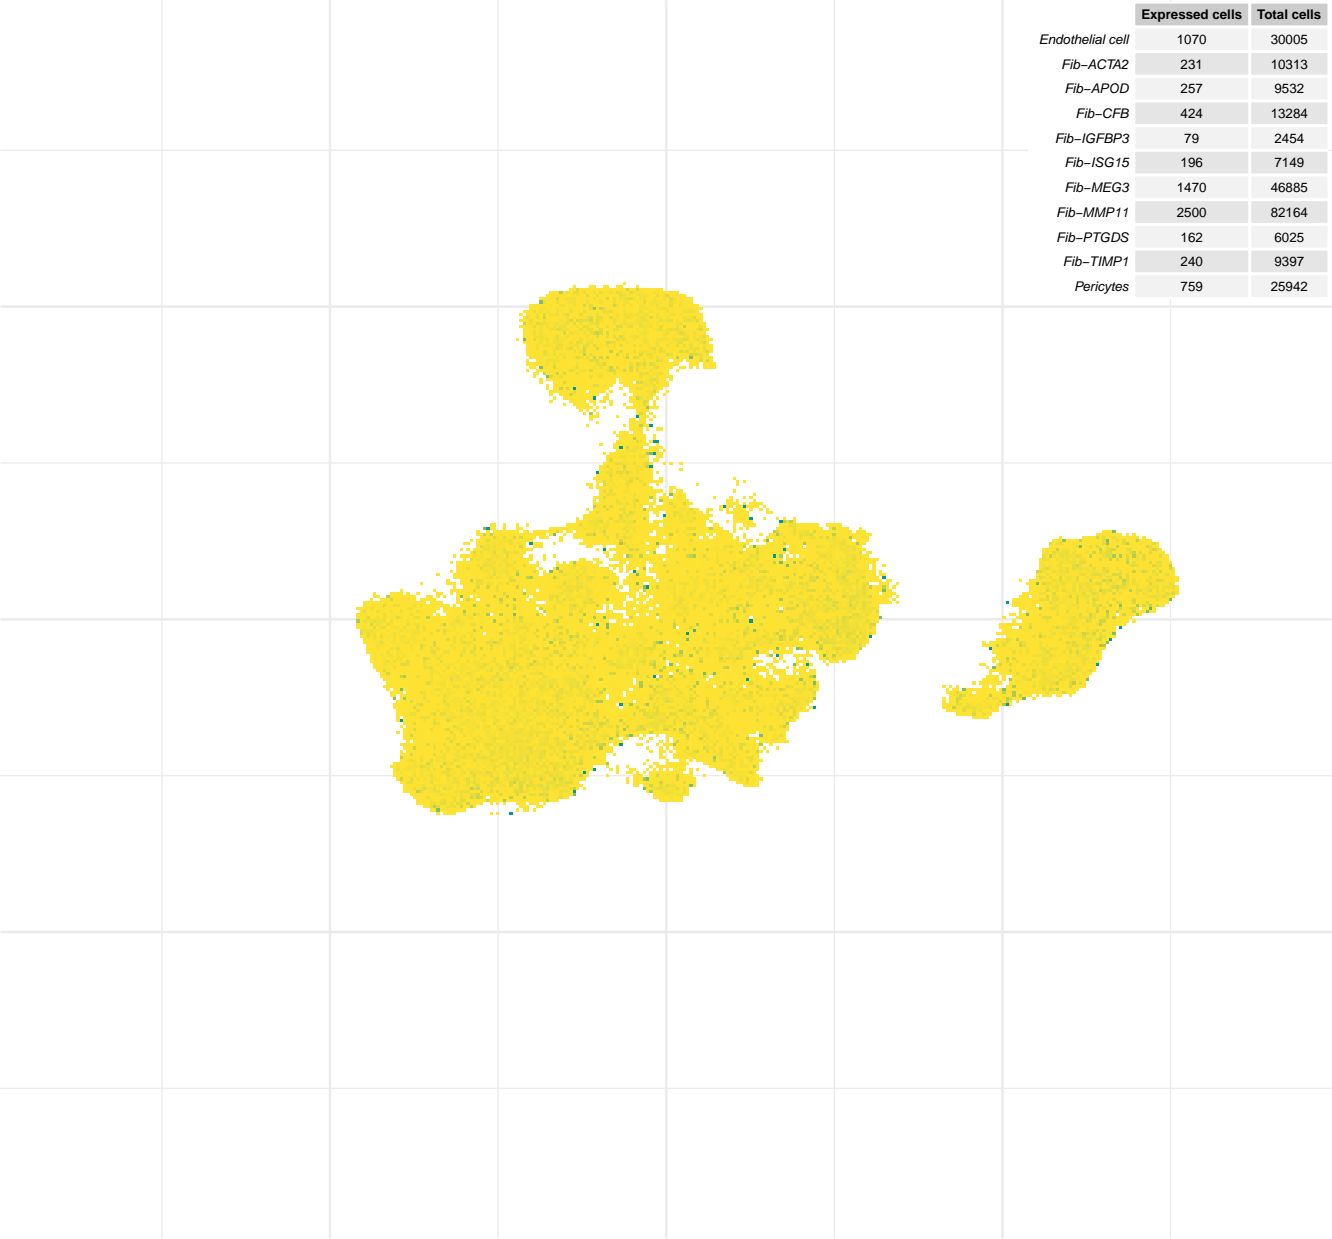 Expressed cells Total cells
Endothelial cell 1070 30005
Fib−ACTA2 231 10313
Fib−APOD 257 9532
Fib−CFB 424 13284
Fib−IGFBP3 79 2454
Fib−ISG15 196 7149
Fib−MEG3 1470 46885
Fib−MMP11 2500 82164
Fib−PTGDS 162 6025
Fib−TIMP1 240 9397
Pericytes 759 25942